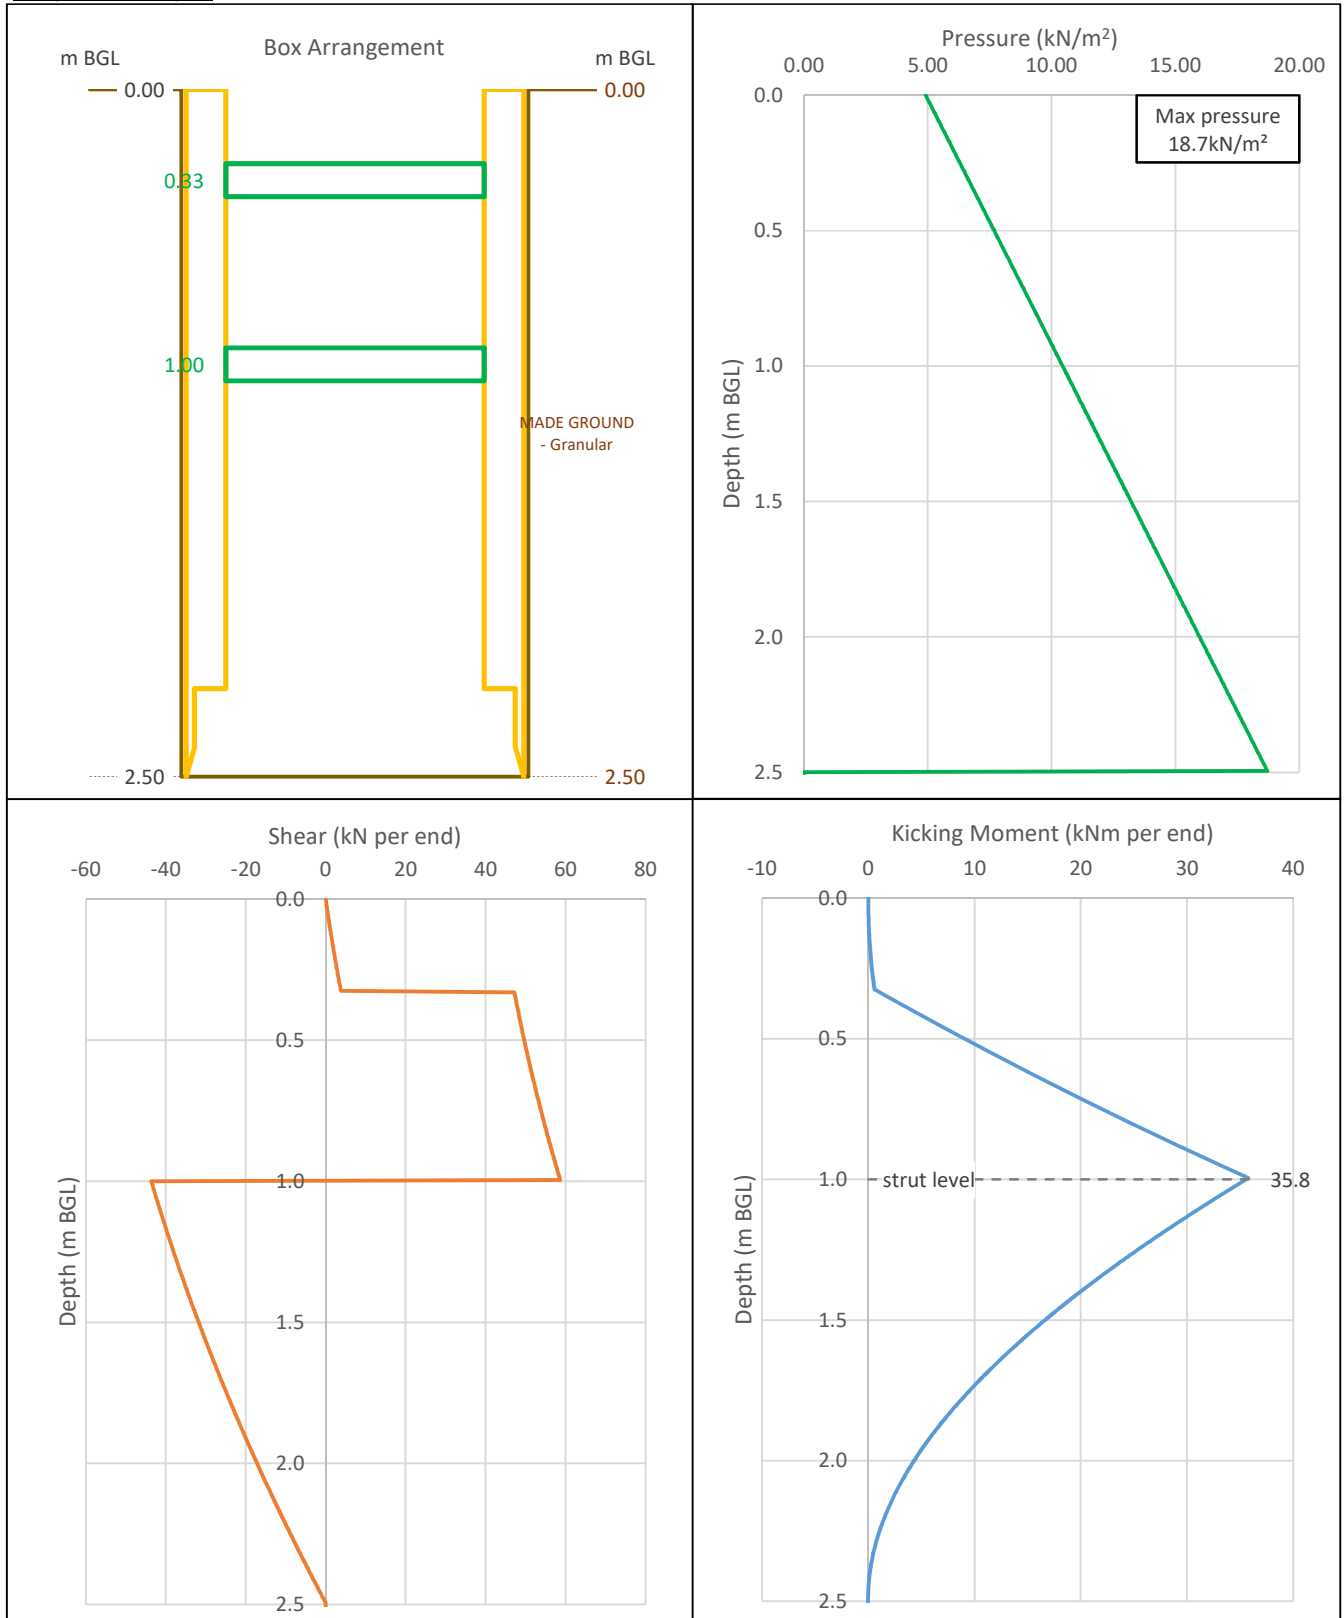 Box Arrangement
m BGL
m BGL
0.00
0.00
0.33
1.00
MADE GROUND
- Granular
2.50
2.50
Pressure (kN/m²)
0.00 5.00 10.00 15.00 20.00
0.0
Max pressure
18.7kN/m²
0.5
1.0
1.5
2.0
2.5
Depth (m BGL)
Shear (kN per end)
-60 -40 -20 0 20 40 60 80
0.0
0.5
1.0
1.5
2.0
2.5
Depth (m BGL)
Kicking Moment (kNm per end)
-10 0 10 20 30 40
0.0
0.5
1.0
strut level
35.8
1.5
2.0
2.5
Depth (m BGL)